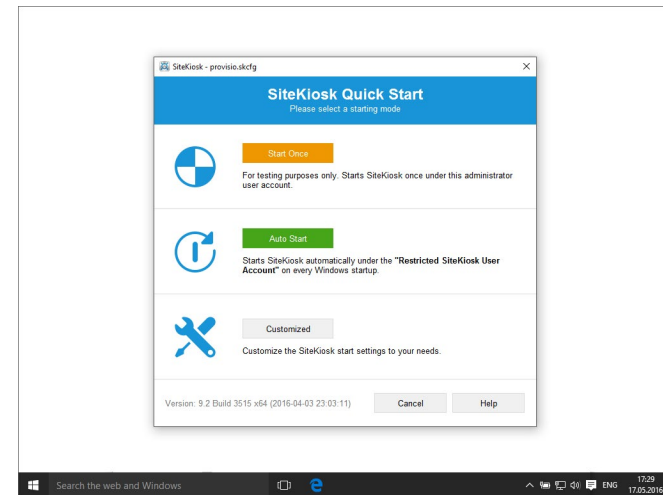 SiteKiosk - provisio.skcfg
SiteKiosk Quick Start
Please select a starting mode
Start Once
For testing purposes only. Starts SiteKiosk once under this administrator
user account.
Auto Start
Starts SiteKiosk automatically under the "Restricted SiteKiosk User
Account" on every Windows startup.
Customized
Customize the SiteKiosk start settings to your needs.
Version: 9.2 Build 3515 x64 (2016-04-03 23:03:11)
Cancel
Help
Search the web and Windows
ENG
17:29
17.05.2016